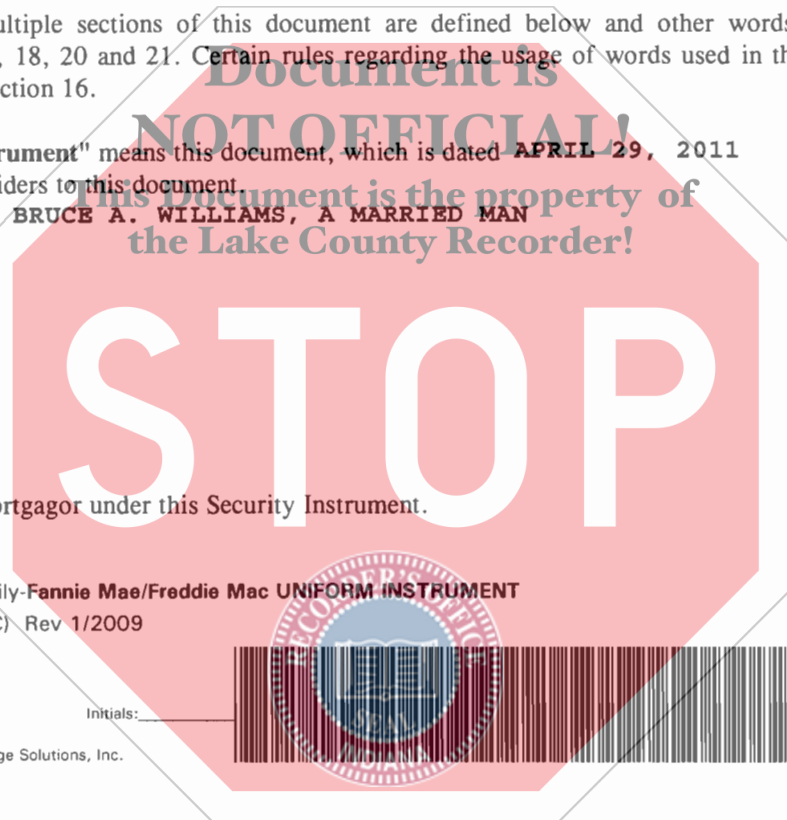 ultiple sections of this document are defined below and other words
, 18, 20 and 21. Certain rules regarding the usage of words used in th
ction 16.
Document is
NOT OFFICIAL!
rument" means this document, which is dated APRIL 29, 2011
iders to this document.
This Document is the property of
BRUCE A. WILLIAMS, A MARRIED MAN
the Lake County Recorder!
STOP
ortgagor under this Security Instrument.
ily-Fannie Mae/Freddie Mac UNIFORM INSTRUMENT
C) Rev 1/2009
RECORDER'S OFFICE
SEAL
INDIANA
Initials:
ge Solutions, Inc.